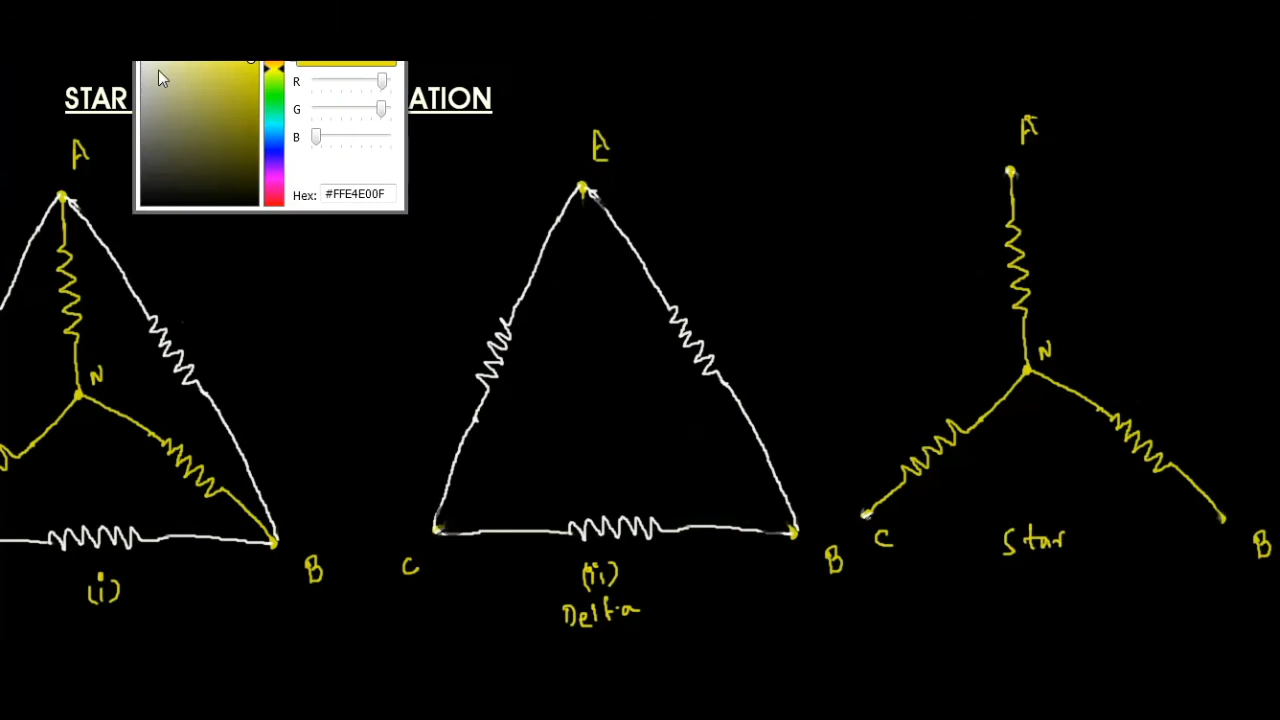 STAR ATION
R
G
B
Hex: #FFE4E00F
A
A
A
N
N
B
C
B
C
B
(i)
(ii)
Delta
Star